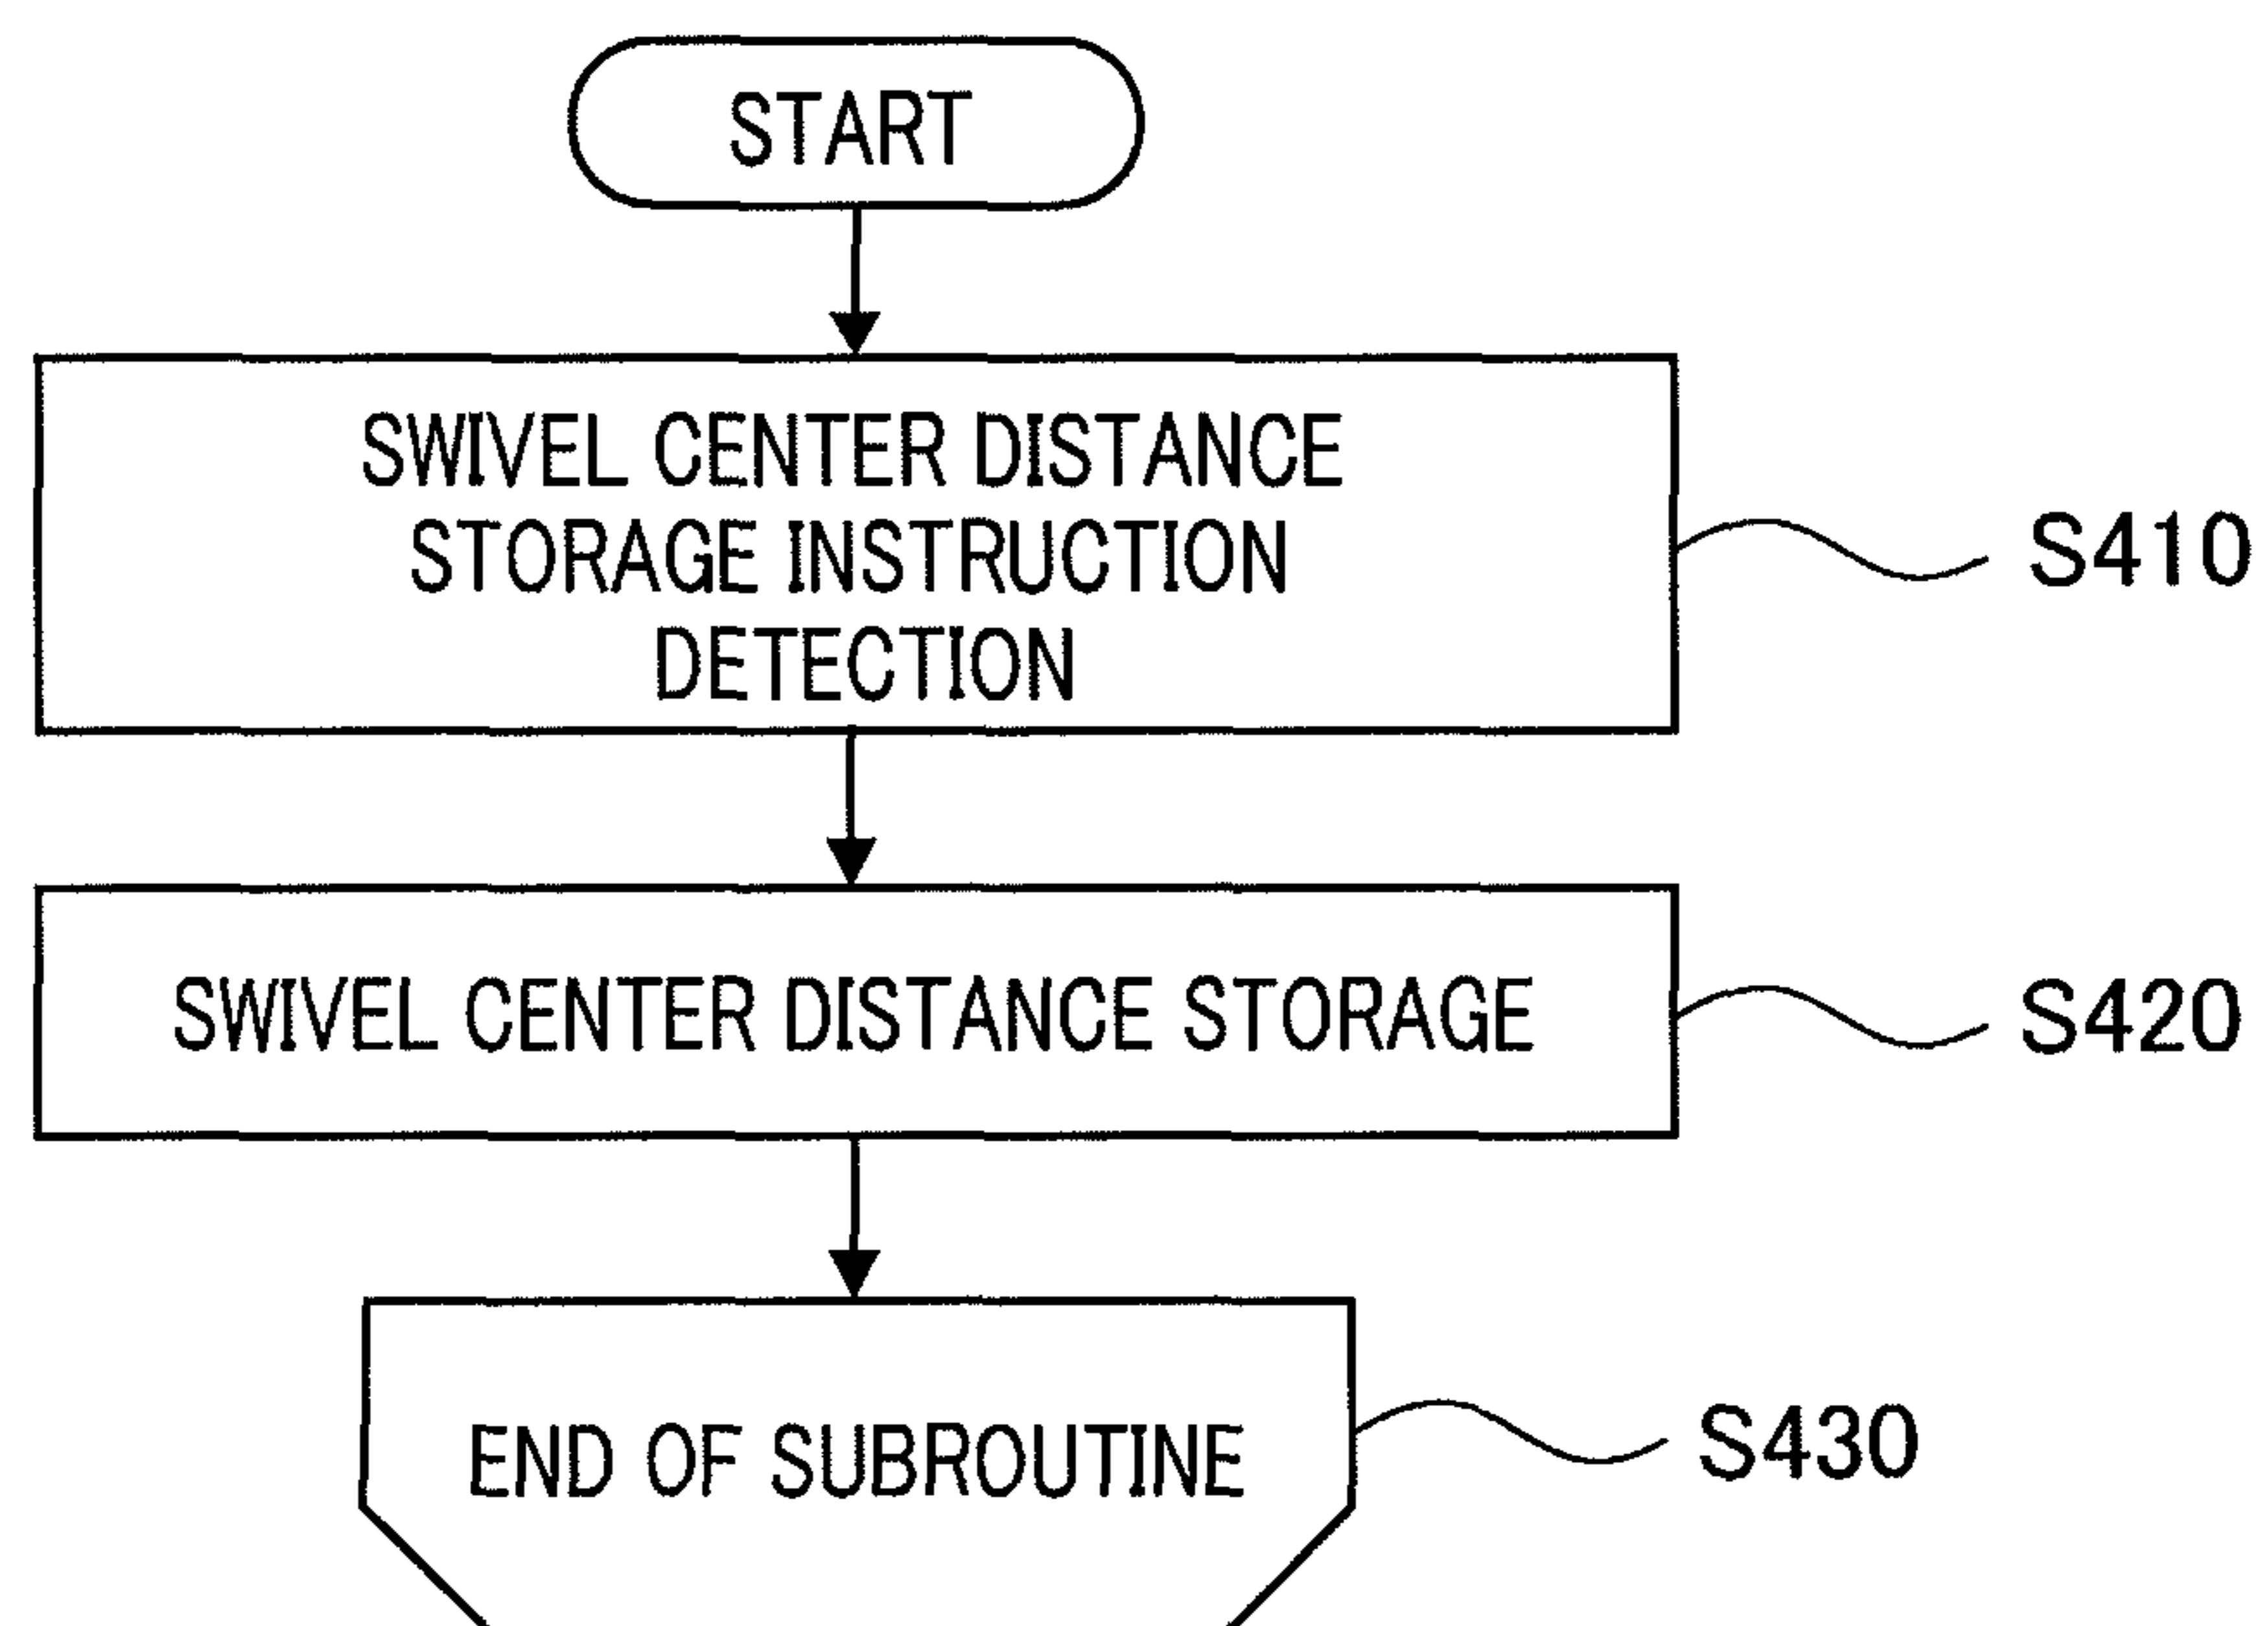 START
SWIVEL CENTER DISTANCE
STORAGE INSTRUCTION
DETECTION
S410
SWIVEL CENTER DISTANCE STORAGE
S420
END OF SUBROUTINE
S430